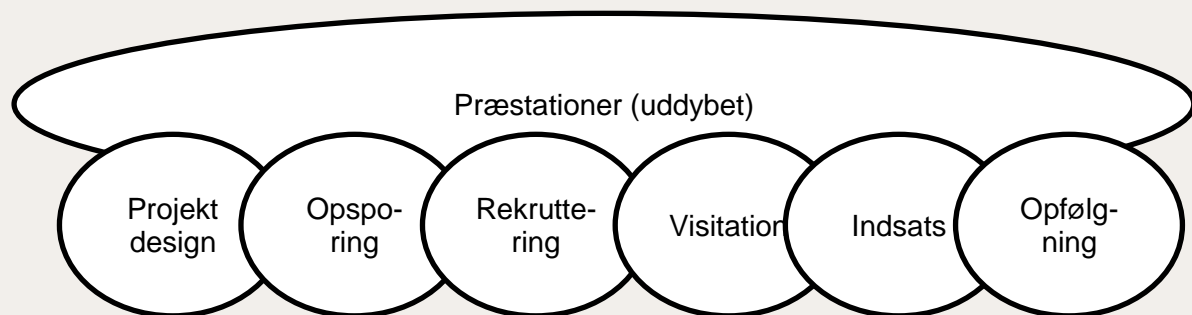 Præstationer (uddybet)
Projekt
design
Opspo-
ring
Rekrutte-
ring
Visitation
Indsats
Opfølg-
ning